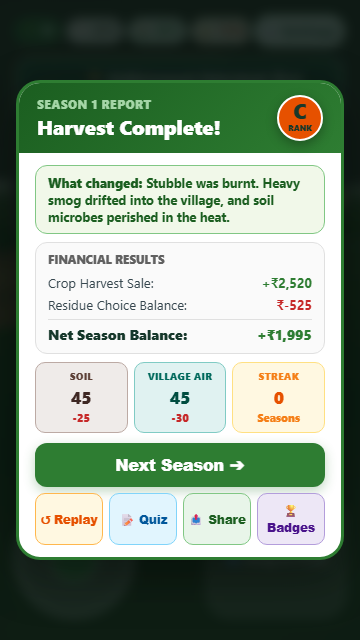 SEASON 1 REPORT
Harvest Complete!
C
RANK
What changed: Stubble was burnt. Heavy
smog drifted into the village, and soil
microbes perished in the heat.
FINANCIAL RESULTS
Crop Harvest Sale: +₹2,520
Residue Choice Balance: ₹-525
Net Season Balance: +₹1,995
SOIL
45
-25
VILLAGE AIR
45
-30
STREAK
0
Seasons
Next Season ➔
↺ Replay
📝 Quiz
📤 Share
🏆
Badges